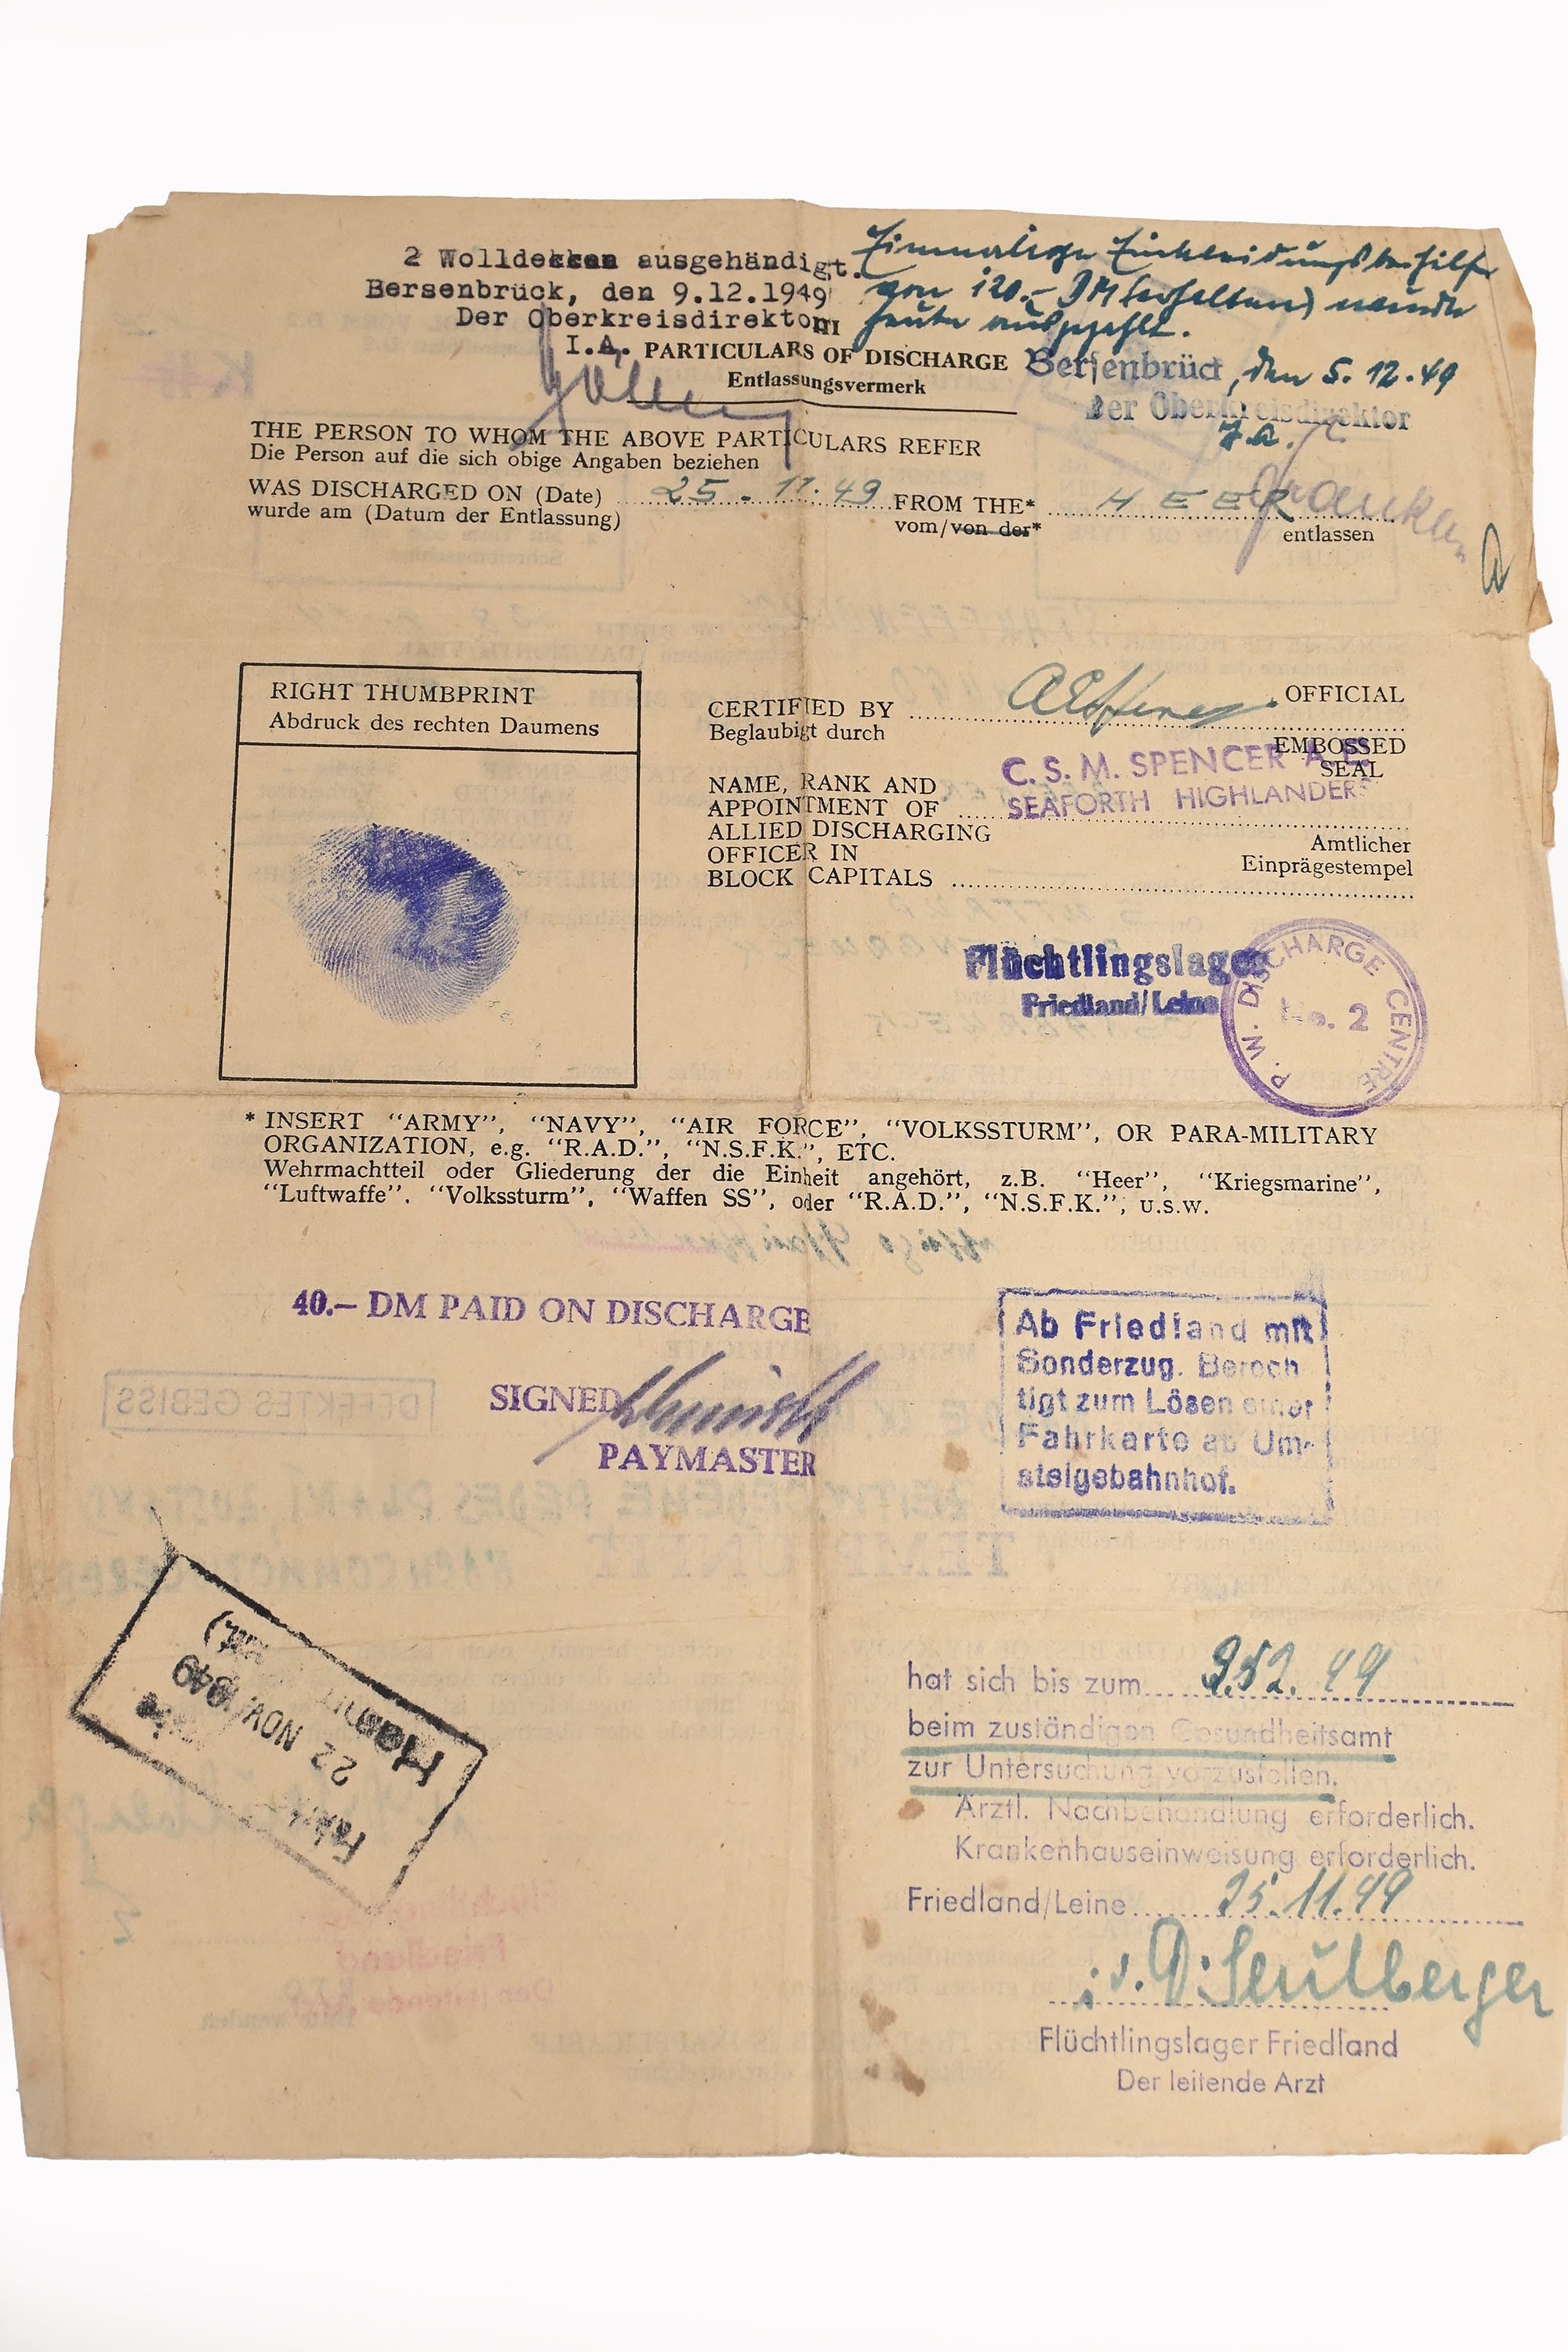 2 Wolldecken ausgehändigt.
Bersenbrück, den 9.12.1949
Der Oberkreisdirektor
I.A.
Einmalige Einkleidungsbeihilfe
von 120.- DM (erhalten) wurde
heute ausgezahlt.
Bersenbrück, den 5.12.49
Der Oberkreisdirektor
I.A.
III
PARTICULARS OF DISCHARGE
Entlassungsvermerk
THE PERSON TO WHOM THE ABOVE PARTICULARS REFER
Die Person auf die sich obige Angaben beziehen
WAS DISCHARGED ON (Date) 25.11.49 FROM THE* HEER
wurde am (Datum der Entlassung) vom/von der* entlassen
RIGHT THUMBPRINT
Abdruck des rechten Daumens
CERTIFIED BY OFFICIAL
Beglaubigt durch
EMBOSSED
SEAL
C. S. M. SPENCER A.E.
SEAFORTH HIGHLANDERS
NAME, RANK AND
APPOINTMENT OF
ALLIED DISCHARGING
OFFICER IN
BLOCK CAPITALS
Amtlicher
Einprägestempel
Flüchtlingslager
Friedland/Leine
P. W. DISCHARGE CENTRE
No. 2
* INSERT “ARMY”, “NAVY”, “AIR FORCE”, “VOLKSSTURM”, OR PARA-MILITARY
ORGANIZATION, e.g. “R.A.D.”, “N.S.F.K.”, ETC.
Wehrmachtteil oder Gliederung der die Einheit angehört, z.B. “Heer”, “Kriegsmarine”,
“Luftwaffe”. “Volkssturm”, “Waffen SS”, oder “R.A.D.”, “N.S.F.K.”, U.S.W.
40.— DM PAID ON DISCHARGE
SIGNED
PAYMASTER
Ab Friedland mit
Sonderzug. Berech
tigt zum Lösen einer
Fahrkarte ab Um-
steigebahnhof.
22 NOV 1949
hat sich bis zum
beim zuständigen Gesundheitsamt
zur Untersuchung vorzustellen.
Ärztl. Nachbehandlung erforderlich.
Krankenhauseinweisung erforderlich.
Friedland/Leine 25.11.49
i.v. D. Seulberger
Flüchtlingslager Friedland
Der leitende Arzt